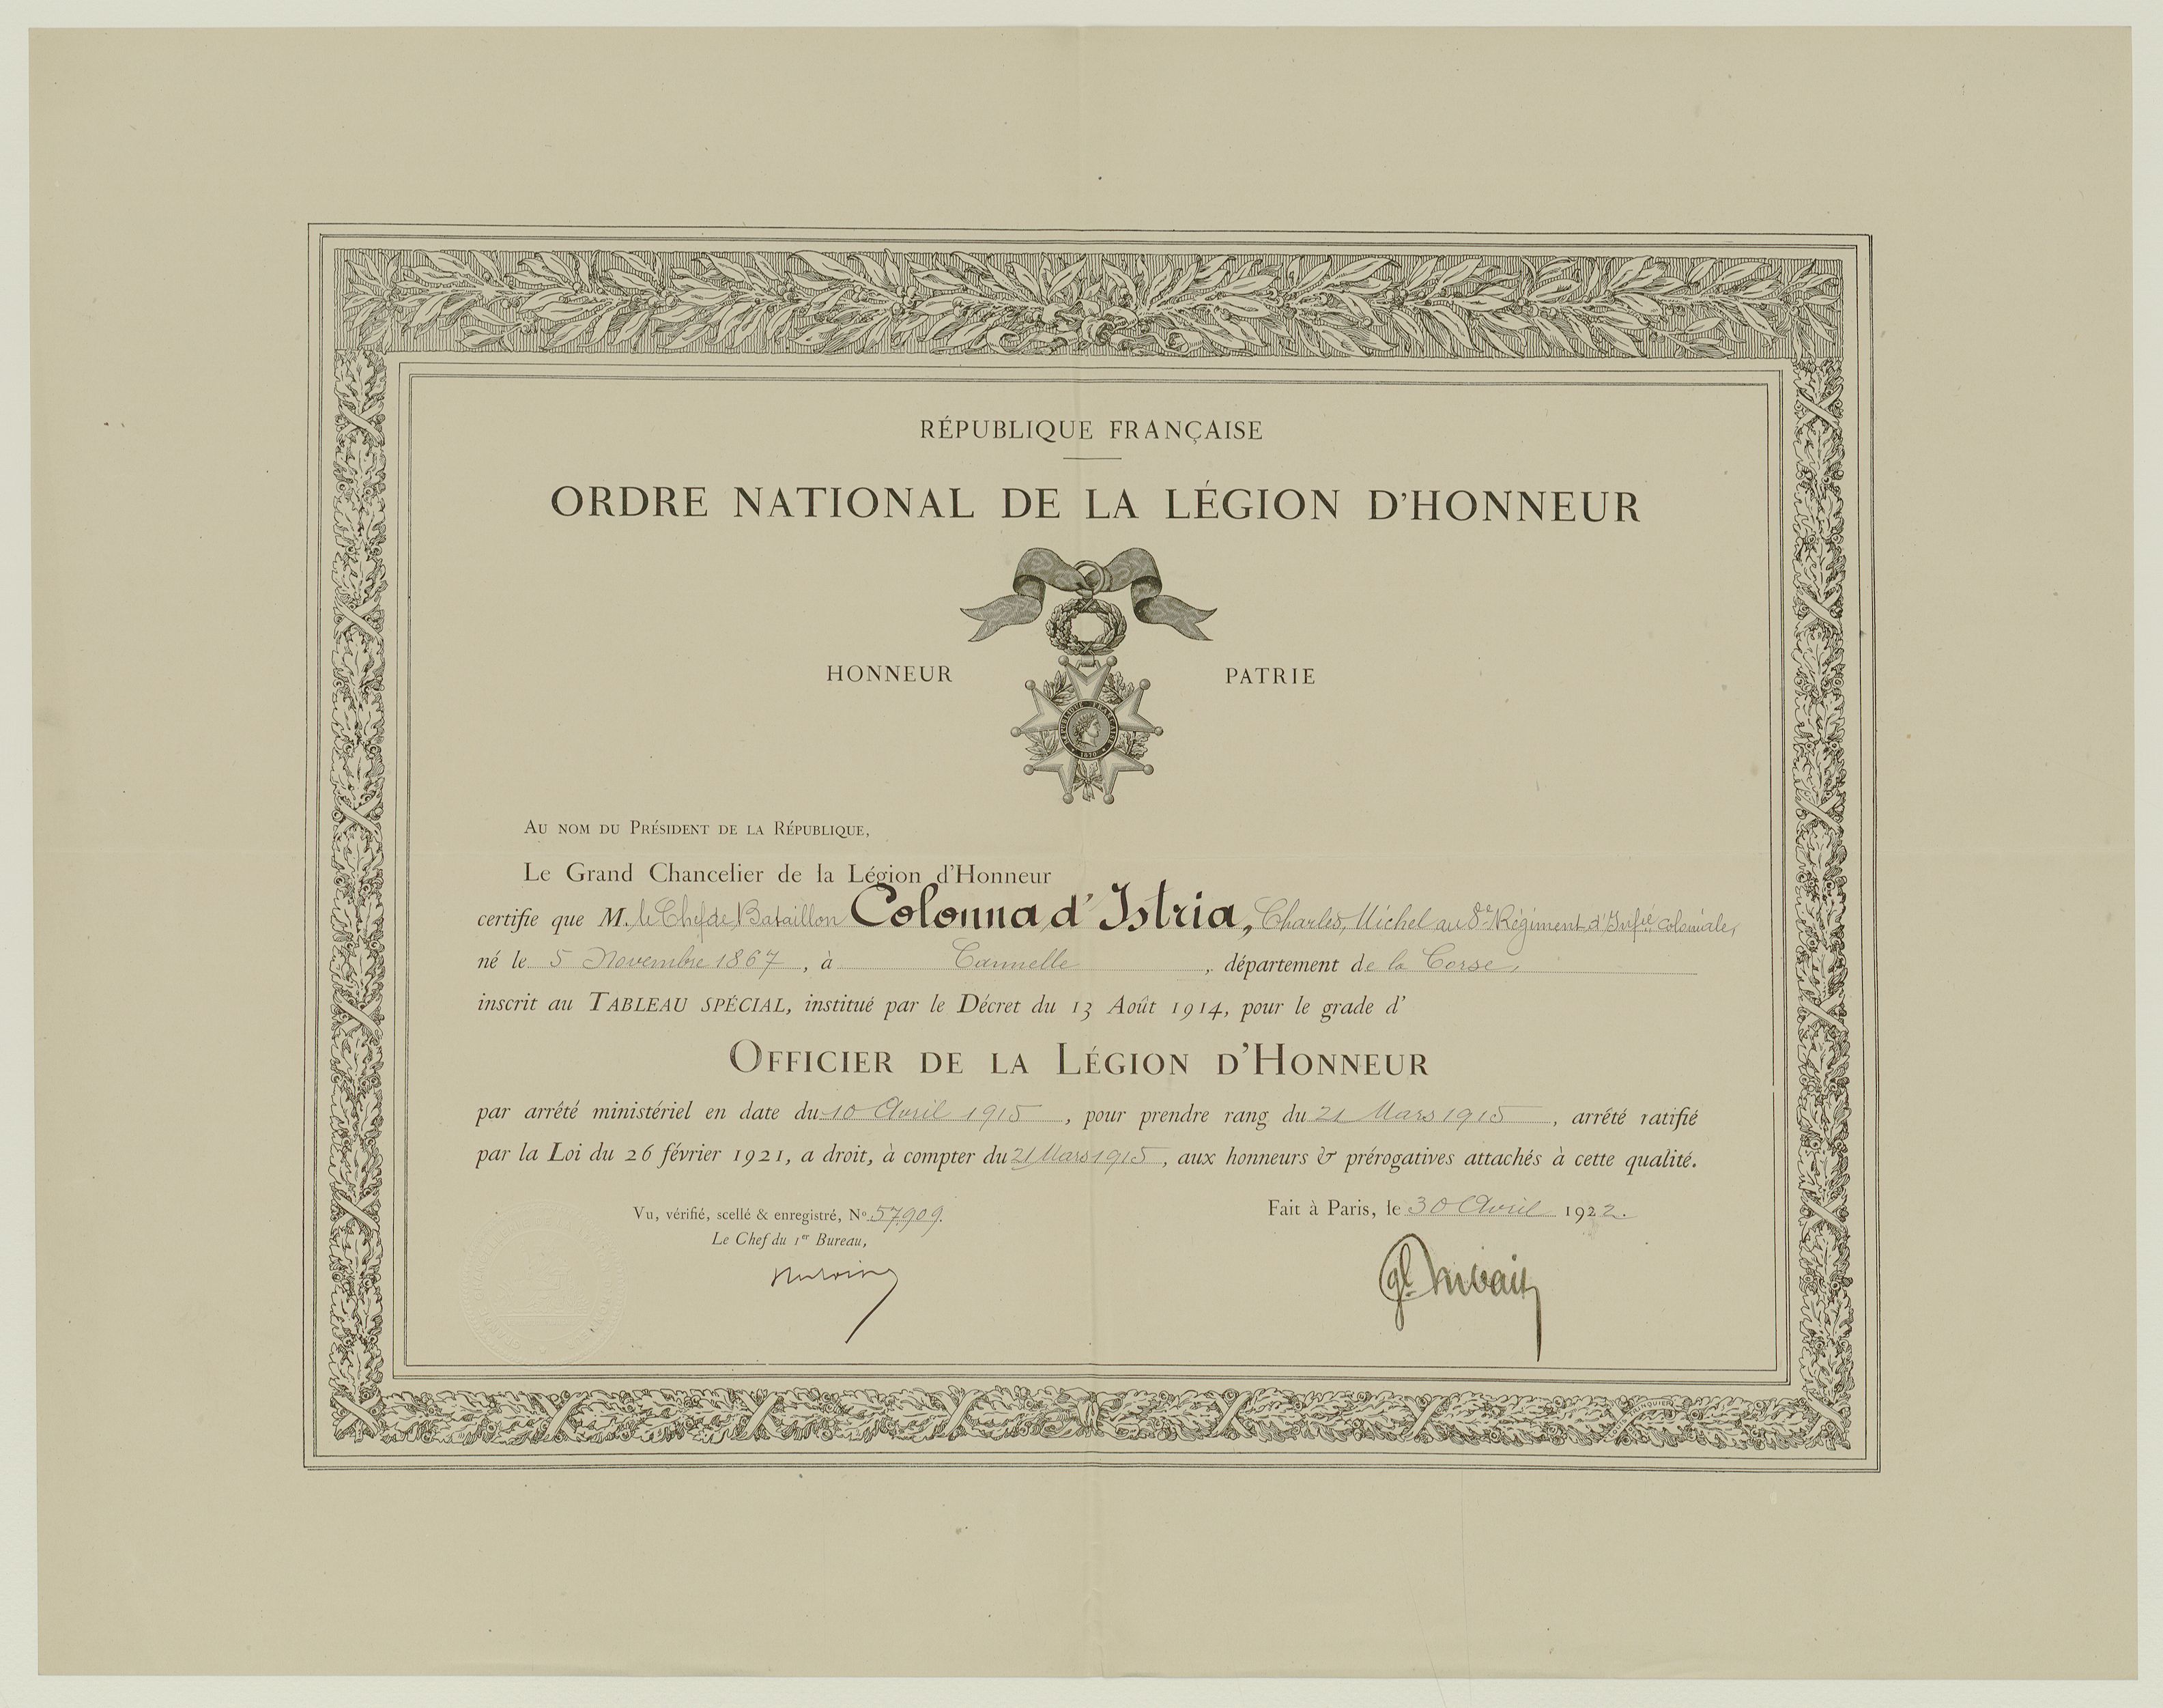 RÉPUBLIQUE FRANÇAISE
ORDRE NATIONAL DE LA LÉGION D'HONNEUR
HONNEUR PATRIE
RÉPUBLIQUE FRANÇAISE 1870
AU NOM DU PRÉSIDENT DE LA RÉPUBLIQUE,
Le Grand Chancelier de la Légion d'Honneur
certifie que M. le Chef de Bataillon Colonna d'Istria, Charles, Michel au 8e Régiment d'Infie coloniale,
né le 5 Novembre 1867, à Cannelle, département de la Corse,
inscrit au TABLEAU SPÉCIAL, institué par le Décret du 13 Août 1914, pour le grade d'
OFFICIER DE LA LÉGION D'HONNEUR
par arrêté ministériel en date du 10 Avril 1915, pour prendre rang du 21 Mars 1915, arrêté ratifié
par la Loi du 26 février 1921, a droit, à compter du 21 Mars 1915, aux honneurs & prérogatives attachés à cette qualité.
Vu, vérifié, scellé & enregistré, No 57909.
Le Chef du 1er Bureau,
Fait à Paris, le 30 Avril 1922.